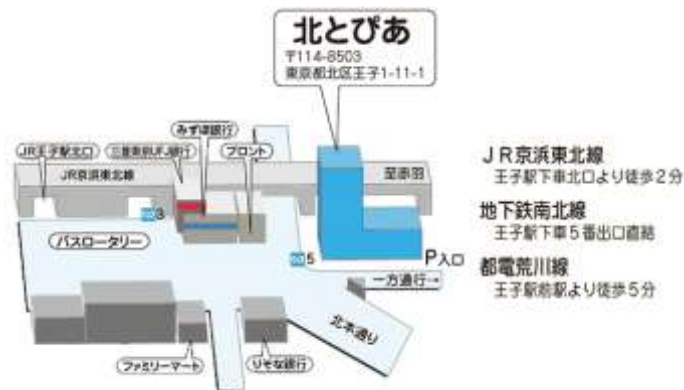 北とぴあ
〒114-8503
東京都北区王子1-11-1
みずほ銀行
JR王子駅北口
三菱東京UFJ銀行
プロント
JR京浜東北線
至赤羽
3
バスロータリー
5
P入口
一方通行→
北本通り
ファミリーマート
りそな銀行
JR京浜東北線
王子駅下車北口より徒歩2分
地下鉄南北線
王子駅下車5番出口直結
都電荒川線
王子駅前駅より徒歩5分